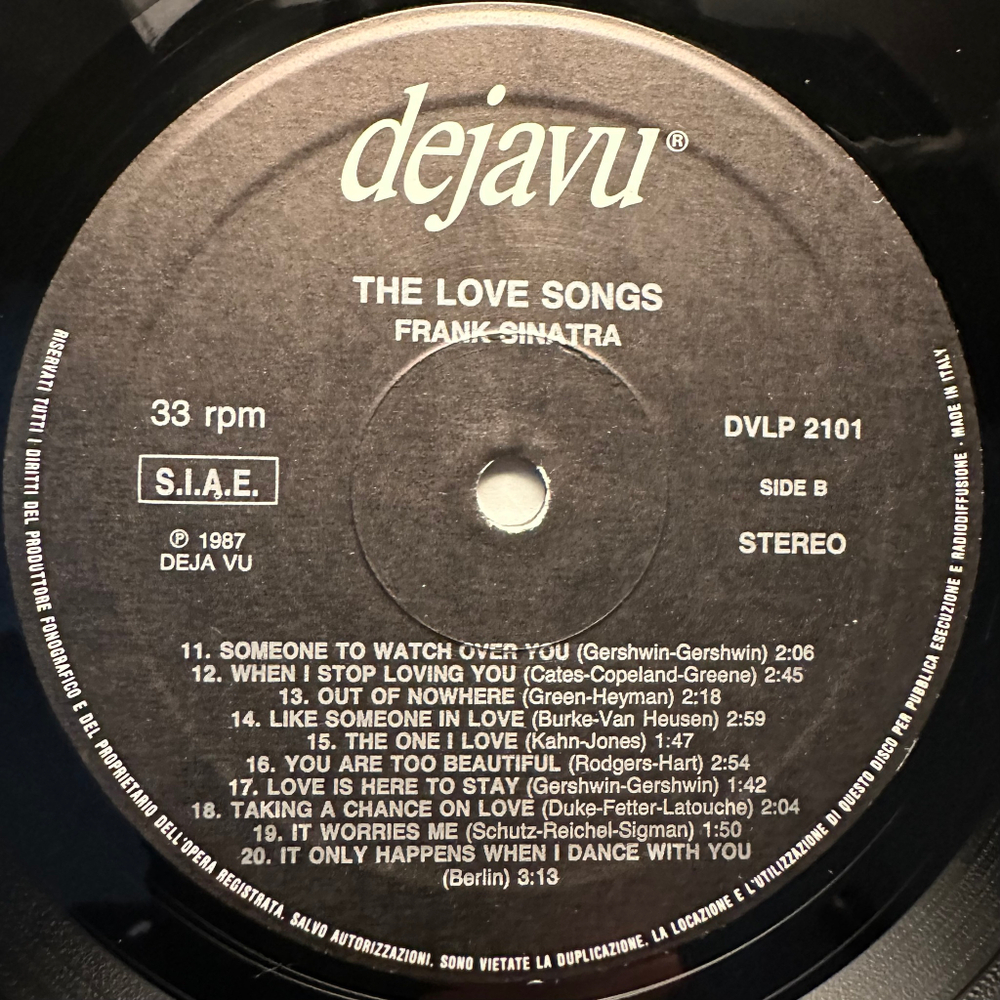 dejavu®
THE LOVE SONGS
FRANK SINATRA
33 rpm
S.I.A.E.
℗ 1987
DEJA VU
DVLP 2101
SIDE B
STEREO
11. SOMEONE TO WATCH OVER YOU (Gershwin-Gershwin) 2:06
12. WHEN I STOP LOVING YOU (Cates-Copeland-Greene) 2:45
13. OUT OF NOWHERE (Green-Heyman) 2:18
14. LIKE SOMEONE IN LOVE (Burke-Van Heusen) 2:59
15. THE ONE I LOVE (Kahn-Jones) 1:47
16. YOU ARE TOO BEAUTIFUL (Rodgers-Hart) 2:54
17. LOVE IS HERE TO STAY (Gershwin-Gershwin) 1:42
18. TAKING A CHANCE ON LOVE (Duke-Fetter-Latouche) 2:04
19. IT WORRIES ME (Schutz-Reichel-Sigman) 1:50
20. IT ONLY HAPPENS WHEN I DANCE WITH YOU
(Berlin) 3:13
RISERVATI TUTTI I DIRITTI DEL PRODUTTORE FONOGRAFICO E DEL PROPRIETARIO DELL'OPERA REGISTRATA. SALVO AUTORIZZAZIONI, SONO VIETATE LA DUPLICAZIONE, LA LOCAZIONE E L'UTILIZZAZIONE DI QUESTO DISCO PER PUBBLICA ESECUZIONE E RADIODIFFUSIONE · MADE IN ITALY